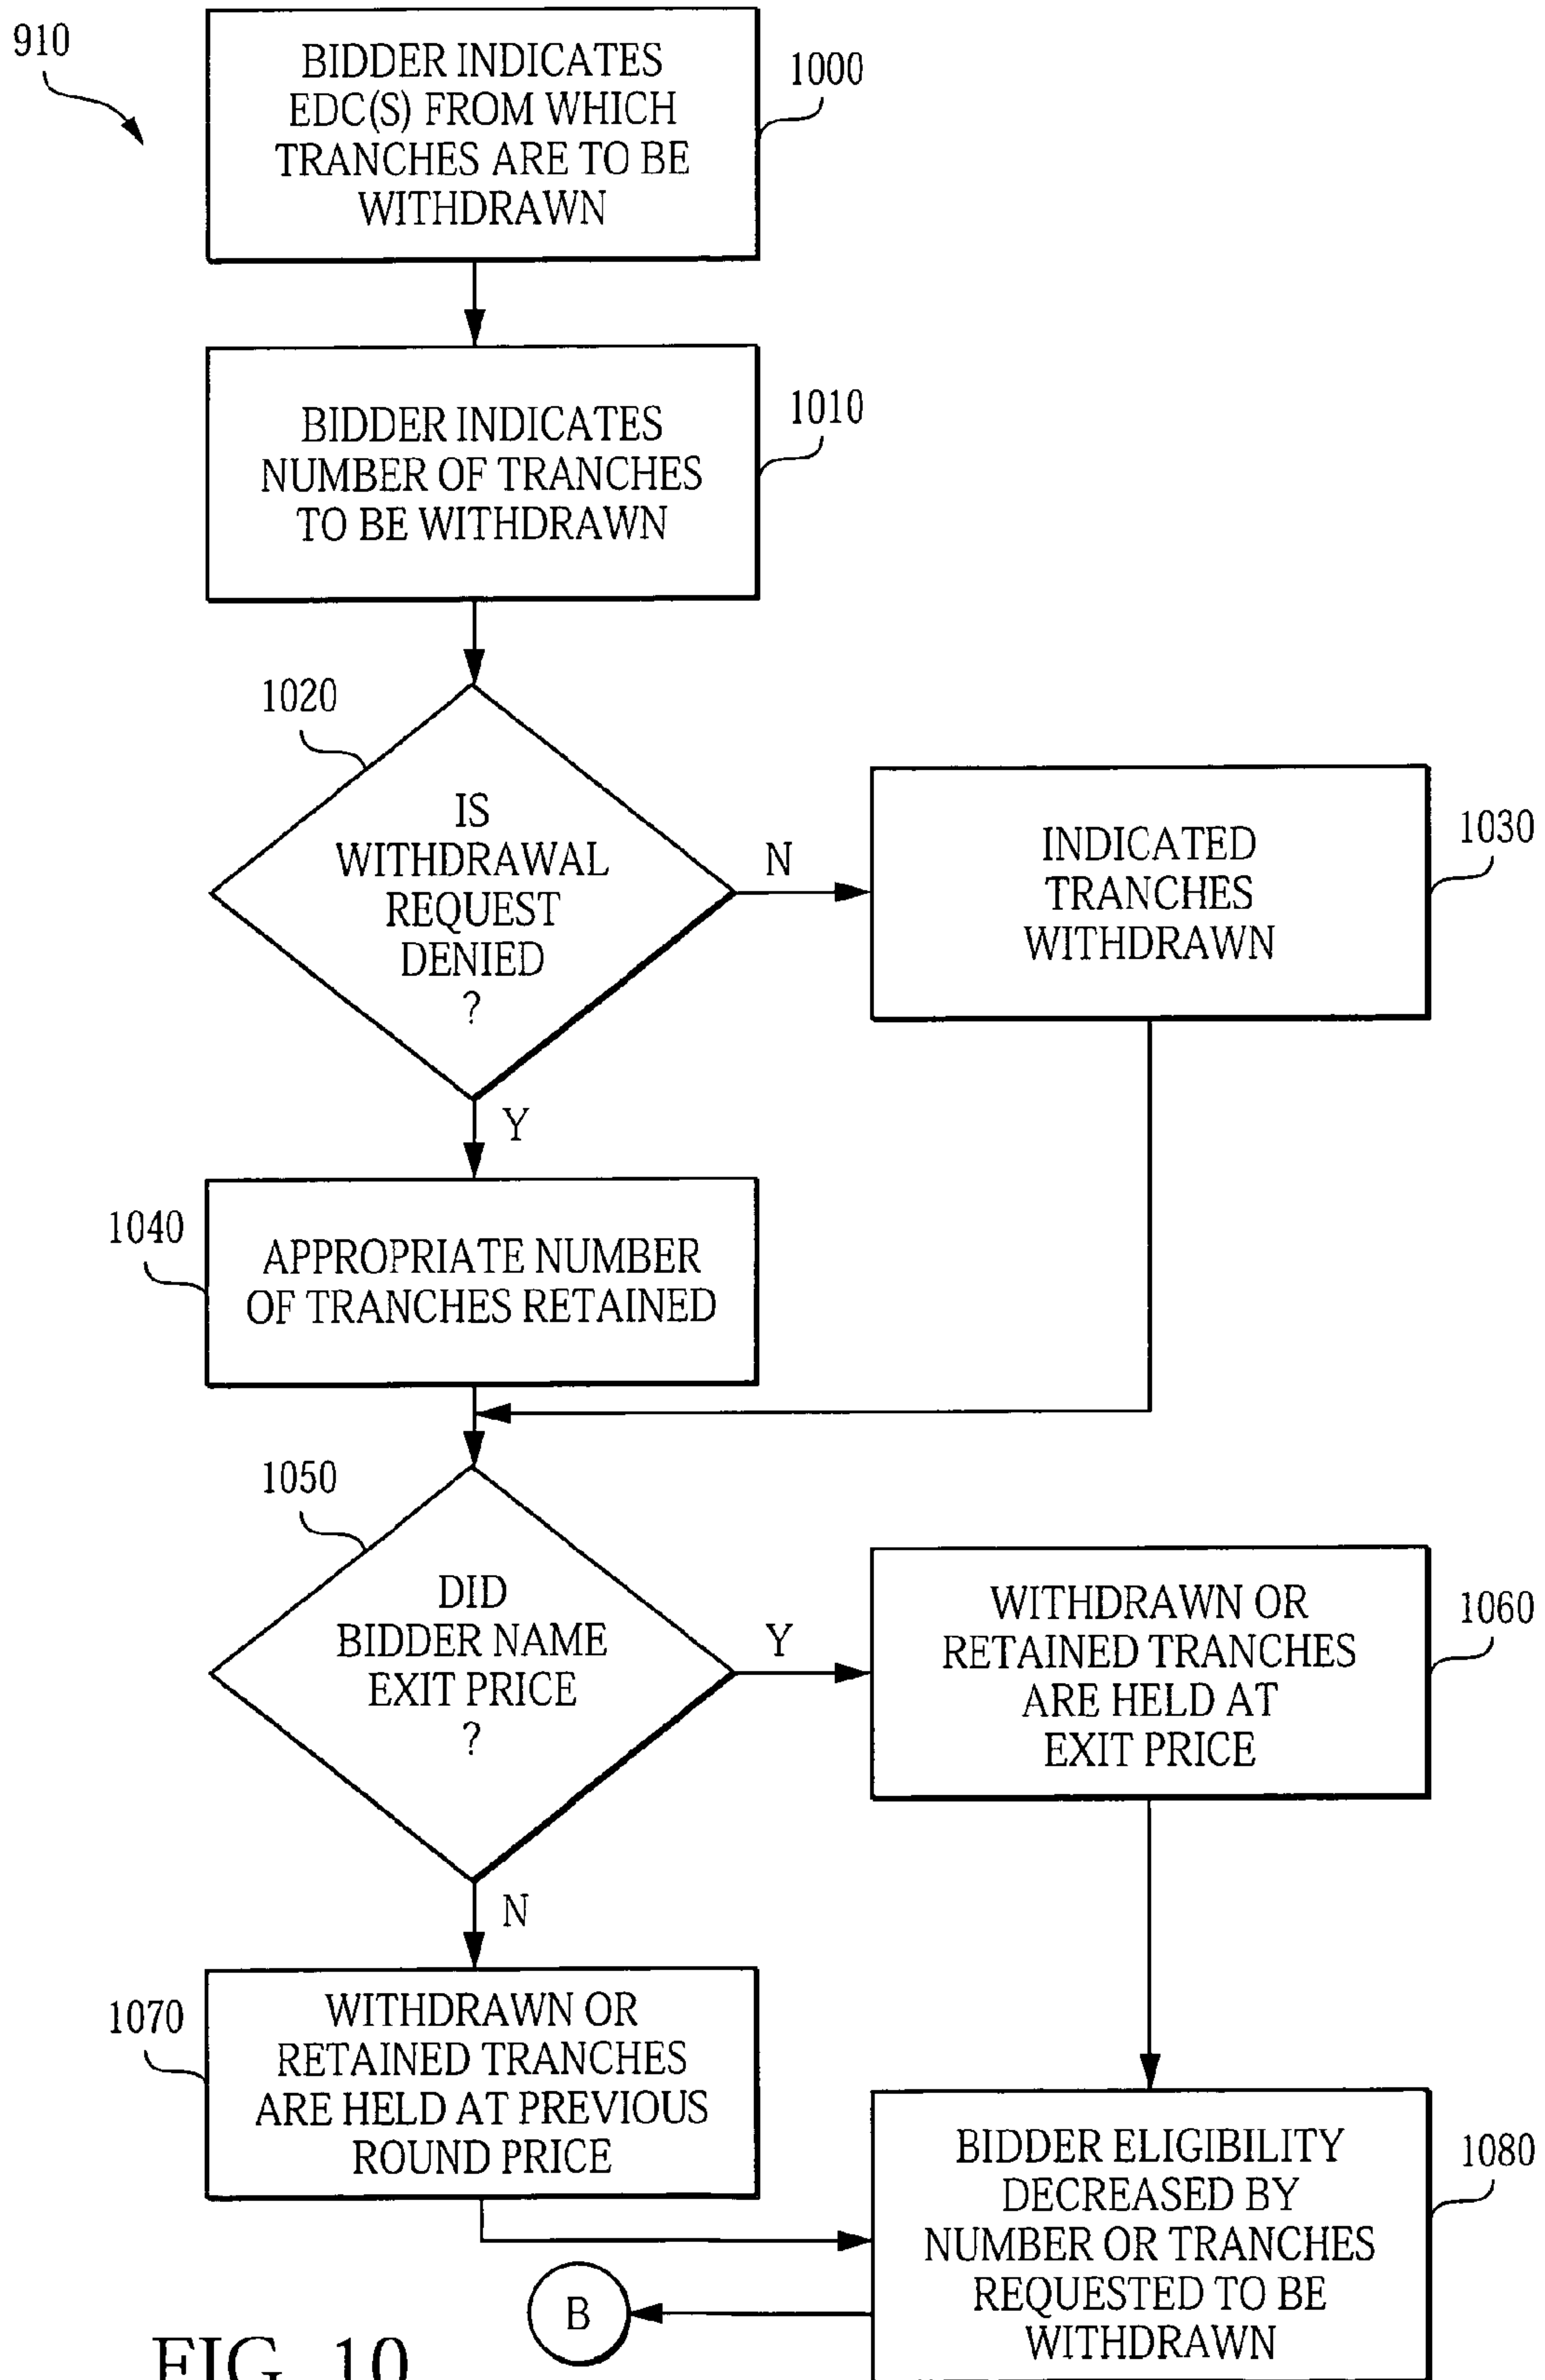 910
BIDDER INDICATES
EDC(S) FROM WHICH
TRANCHES ARE TO BE
WITHDRAWN
1000
BIDDER INDICATES
NUMBER OF TRANCHES
TO BE WITHDRAWN
1010
1020
IS
WITHDRAWAL
REQUEST
DENIED
?
N
Y
INDICATED
TRANCHES
WITHDRAWN
1030
1040
APPROPRIATE NUMBER
OF TRANCHES RETAINED
1050
DID
BIDDER NAME
EXIT PRICE
?
Y
N
WITHDRAWN OR
RETAINED TRANCHES
ARE HELD AT
EXIT PRICE
1060
1070
WITHDRAWN OR
RETAINED TRANCHES
ARE HELD AT PREVIOUS
ROUND PRICE
BIDDER ELIGIBILITY
DECREASED BY
NUMBER OR TRANCHES
REQUESTED TO BE
WITHDRAWN
1080
B
FIG. 10